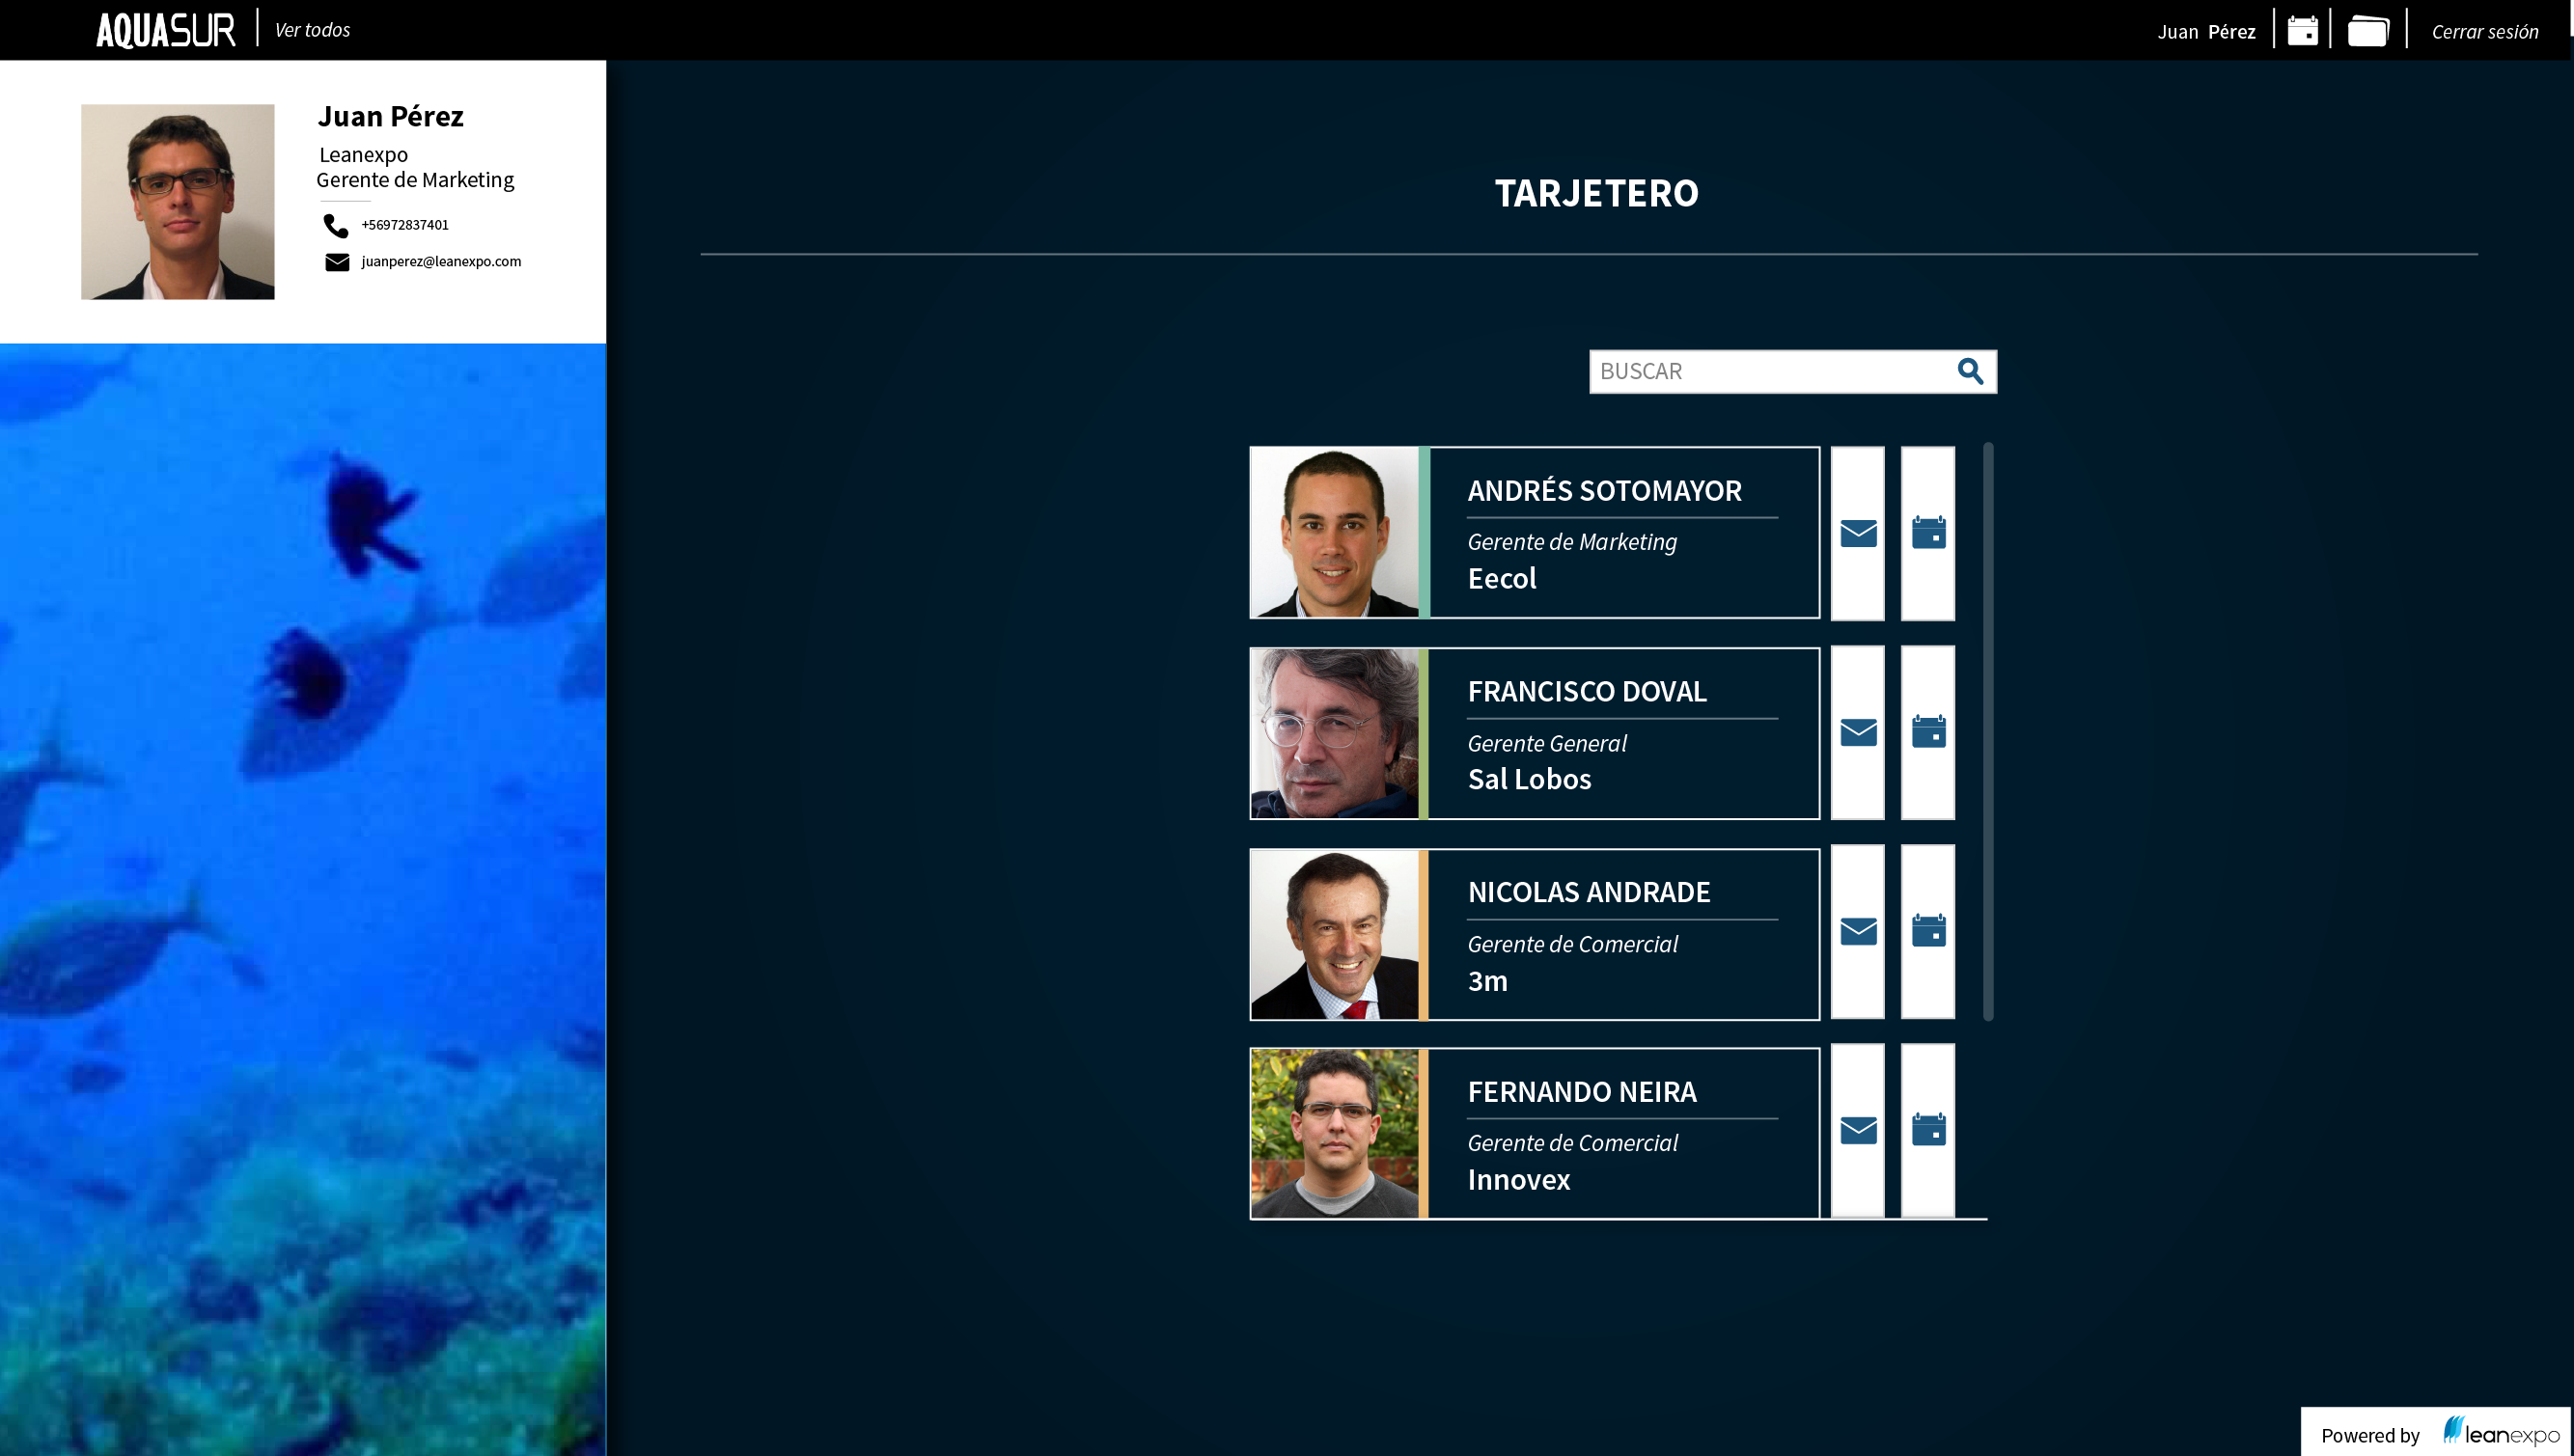 AQUASUR
Ver todos
Juan Pérez
Cerrar sesión
Juan Pérez
Leanexpo
Gerente de Marketing
+56972837401
juanperez@leanexpo.com
TARJETERO
BUSCAR
ANDRÉS SOTOMAYOR
Gerente de Marketing
Eecol
FRANCISCO DOVAL
Gerente General
Sal Lobos
NICOLAS ANDRADE
Gerente de Comercial
3m
FERNANDO NEIRA
Gerente de Comercial
Innovex
Powered by leanexpo